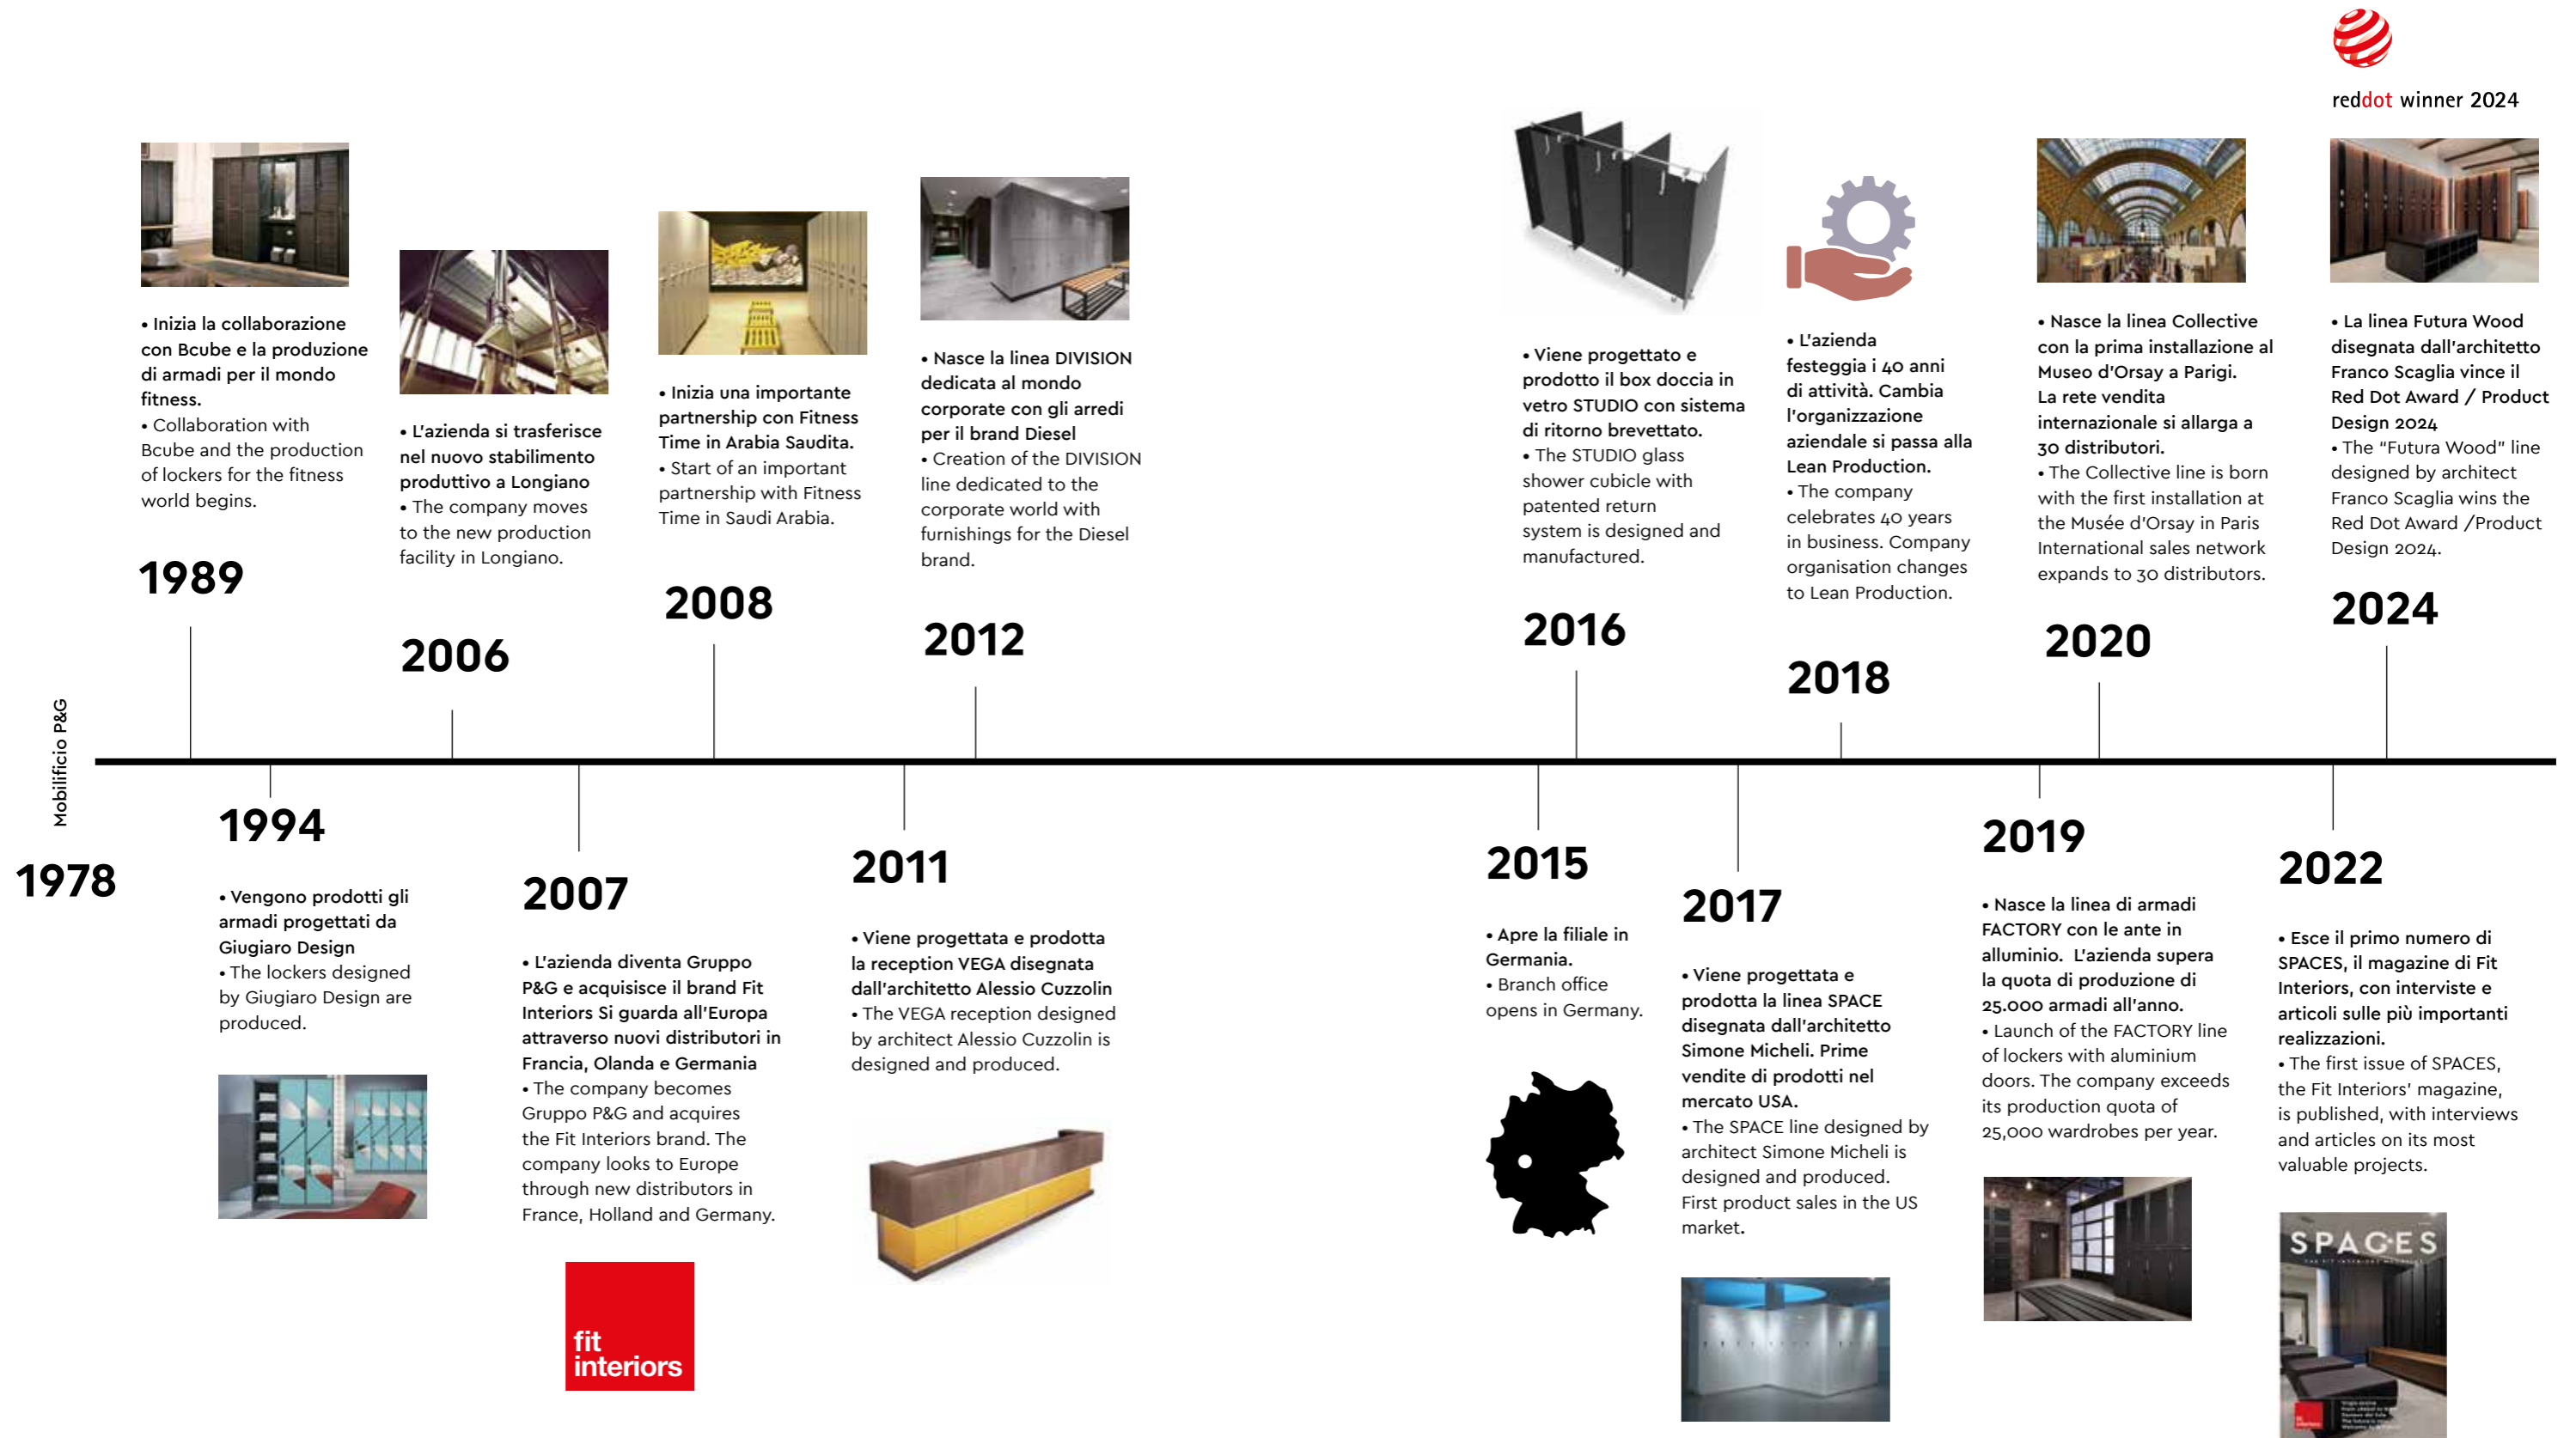 reddot winner 2024
• Inizia la collaborazione
con Bcube e la produzione
di armadi per il mondo
fitness.
• Collaboration with
Bcube and the production
of lockers for the fitness
world begins.
1989
• L'azienda si trasferisce
nel nuovo stabilimento
produttivo a Longiano
• The company moves
to the new production
facility in Longiano.
2006
• Inizia una importante
partnership con Fitness
Time in Arabia Saudita.
• Start of an important
partnership with Fitness
Time in Saudi Arabia.
2008
• Nasce la linea DIVISION
dedicata al mondo
corporate con gli arredi
per il brand Diesel
• Creation of the DIVISION
line dedicated to the
corporate world with
furnishings for the Diesel
brand.
2012
• Viene progettato e
prodotto il box doccia in
vetro STUDIO con sistema
di ritorno brevettato.
• The STUDIO glass
shower cubicle with
patented return
system is designed and
manufactured.
2016
• L'azienda
festeggia i 40 anni
di attività. Cambia
l'organizzazione
aziendale si passa alla
Lean Production.
• The company
celebrates 40 years
in business. Company
organisation changes
to Lean Production.
2018
• Nasce la linea Collective
con la prima installazione al
Museo d'Orsay a Parigi.
La rete vendita
internazionale si allarga a
30 distributori.
• The Collective line is born
with the first installation at
the Musée d'Orsay in Paris
International sales network
expands to 30 distributors.
2020
• La linea Futura Wood
disegnata dall'architetto
Franco Scaglia vince il
Red Dot Award / Product
Design 2024
• The “Futura Wood” line
designed by architect
Franco Scaglia wins the
Red Dot Award /Product
Design 2024.
2024
Mobilificio P&G
1978
1994
• Vengono prodotti gli
armadi progettati da
Giugiaro Design
• The lockers designed
by Giugiaro Design are
produced.
2007
• L'azienda diventa Gruppo
P&G e acquisisce il brand Fit
Interiors Si guarda all'Europa
attraverso nuovi distributori in
Francia, Olanda e Germania
• The company becomes
Gruppo P&G and acquires
the Fit Interiors brand. The
company looks to Europe
through new distributors in
France, Holland and Germany.
fit
interiors
2011
• Viene progettata e prodotta
la reception VEGA disegnata
dall'architetto Alessio Cuzzolin
• The VEGA reception designed
by architect Alessio Cuzzolin is
designed and produced.
2015
• Apre la filiale in
Germania.
• Branch office
opens in Germany.
2017
• Viene progettata e
prodotta la linea SPACE
disegnata dall'architetto
Simone Micheli. Prime
vendite di prodotti nel
mercato USA.
• The SPACE line designed by
architect Simone Micheli is
designed and produced.
First product sales in the US
market.
2019
• Nasce la linea di armadi
FACTORY con le ante in
alluminio. L'azienda supera
la quota di produzione di
25.000 armadi all'anno.
• Launch of the FACTORY line
of lockers with aluminium
doors. The company exceeds
its production quota of
25,000 wardrobes per year.
2022
• Esce il primo numero di
SPACES, il magazine di Fit
Interiors, con interviste e
articoli sulle più importanti
realizzazioni.
• The first issue of SPACES,
the Fit Interiors' magazine,
is published, with interviews
and articles on its most
valuable projects.
SPACES
THE FIT INTERIORS MAGAZINE